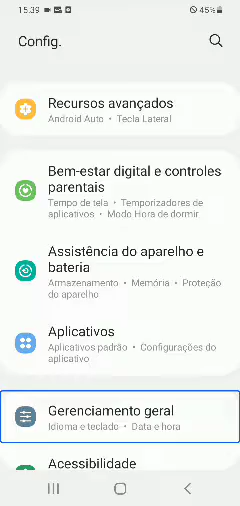 15.39
45%
Config.
Recursos avançados
Android Auto • Tecla Lateral
Bem-estar digital e controles
parentais
Tempo de tela • Temporizadores de
aplicativos • Modo Hora de dormir
Assistência do aparelho e
bateria
Armazenamento • Memória • Proteção
do aparelho
Aplicativos
Aplicativos padrão • Configurações do
aplicativo
Gerenciamento geral
Idioma e teclado • Data e hora
Acessibilidade